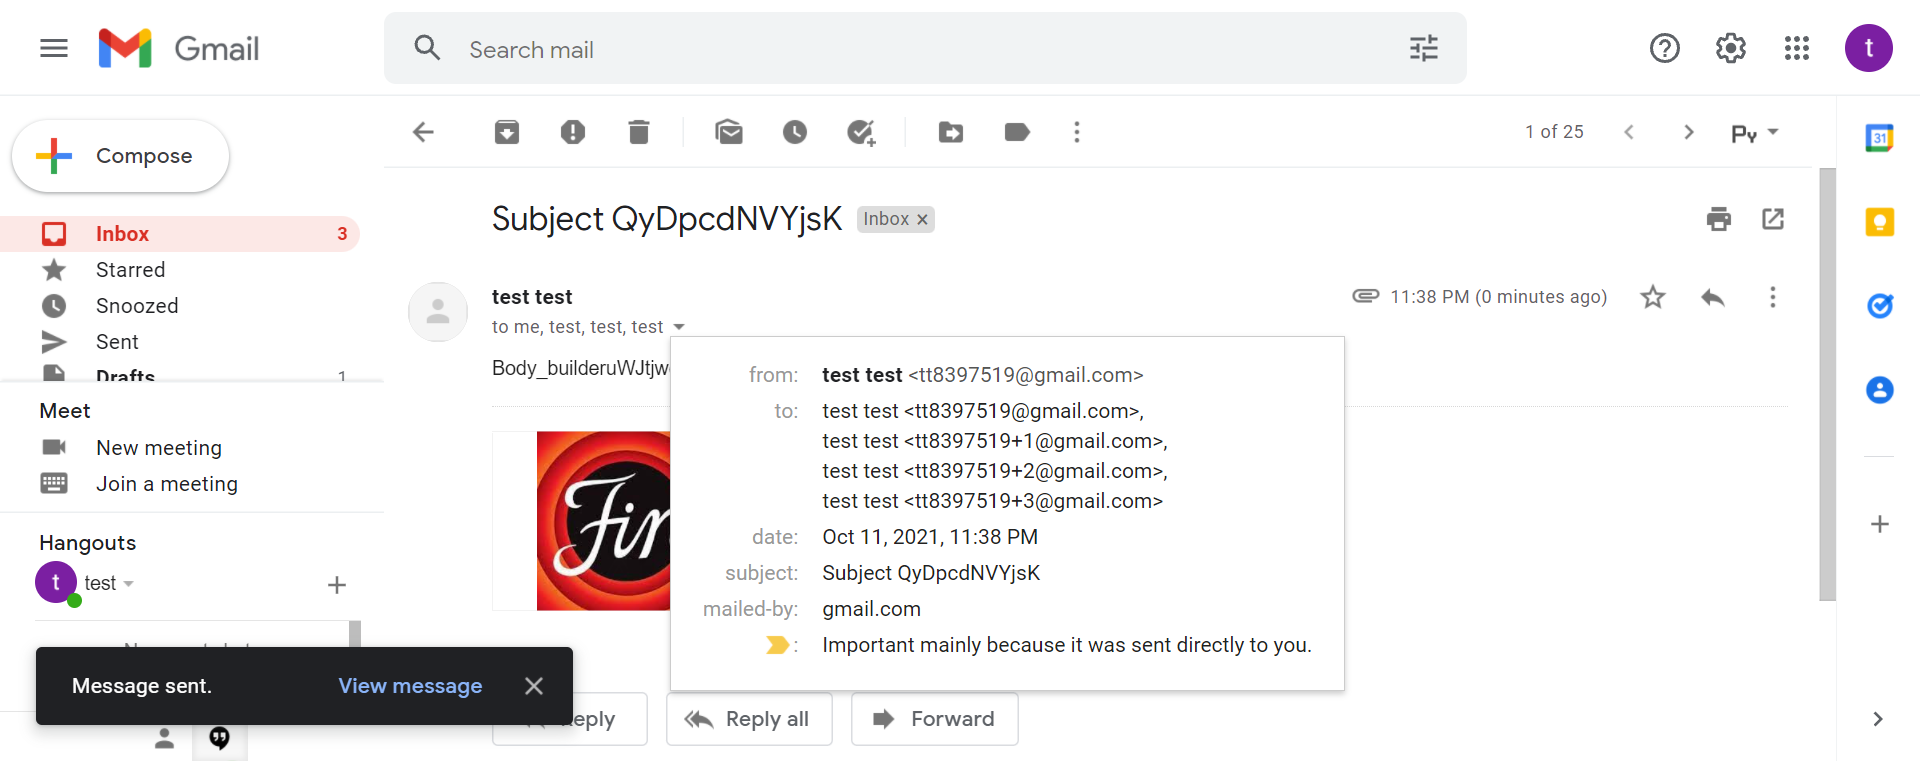 Gmail
Search mail
t
Compose
1 of 25
Py
31
Subject QyDpcdNVYjsK
Inbox ×
Inbox 3
Starred
Snoozed
Sent
Drafts 1
test test
11:38 PM (0 minutes ago)
to me, test, test, test
Body_builderuWJtjw
from: test test <tt8397519@gmail.com>
to: test test <tt8397519@gmail.com>,
test test <tt8397519+1@gmail.com>,
test test <tt8397519+2@gmail.com>,
test test <tt8397519+3@gmail.com>
date: Oct 11, 2021, 11:38 PM
subject: Subject QyDpcdNVYjsK
mailed-by: gmail.com
: Important mainly because it was sent directly to you.
Meet
New meeting
Join a meeting
Hangouts
t test
Message sent. View message
Reply all
Forward